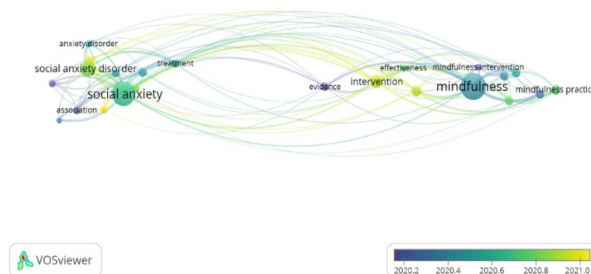 anxiety disorder
social anxiety disorder
treatment
effectiveness
mindfulness intervention
evidence
intervention
social anxiety
mindfulness
mindfulness practic
association
VOSviewer
2020.2 2020.4 2020.6 2020.8 2021.0